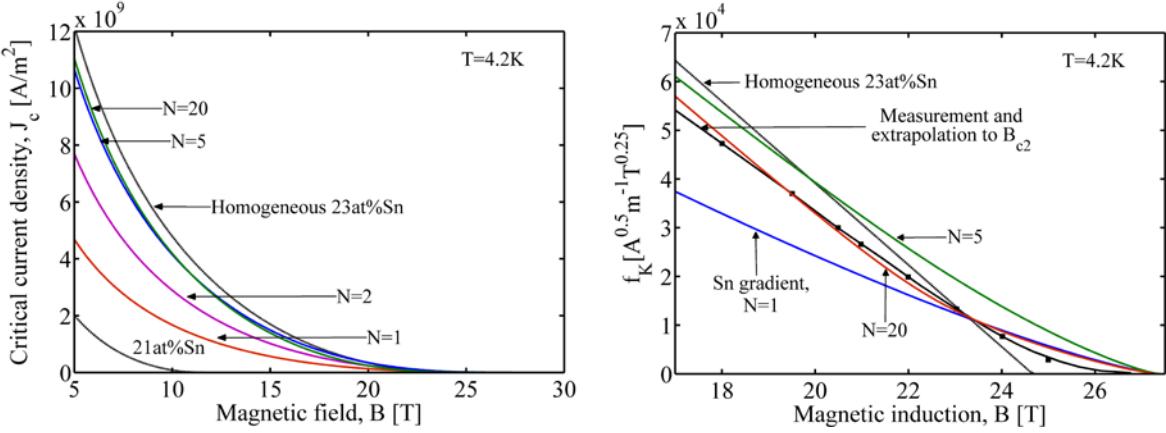 x 10^9
12
10
8
6
4
2
0
Critical current density, J_c [A/m^2]
T=4.2K
N=20
N=5
Homogeneous 23at%Sn
N=2
N=1
21at%Sn
5
10
15
20
25
30
Magnetic field, B [T]
x 10^4
7
6
5
4
3
2
1
0
f_K[A^0.5m^-1T^0.25]
T=4.2K
Homogeneous 23at%Sn
Measurement and
extrapolation to B_c2
N=5
Sn gradient,
N=1
N=20
18
20
22
24
26
Magnetic induction, B [T]